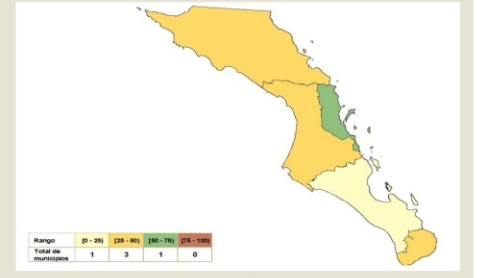 Rango [0 - 25) [25 - 50) [50 - 75) [75 - 100)
Total de municipios 1 3 1 0